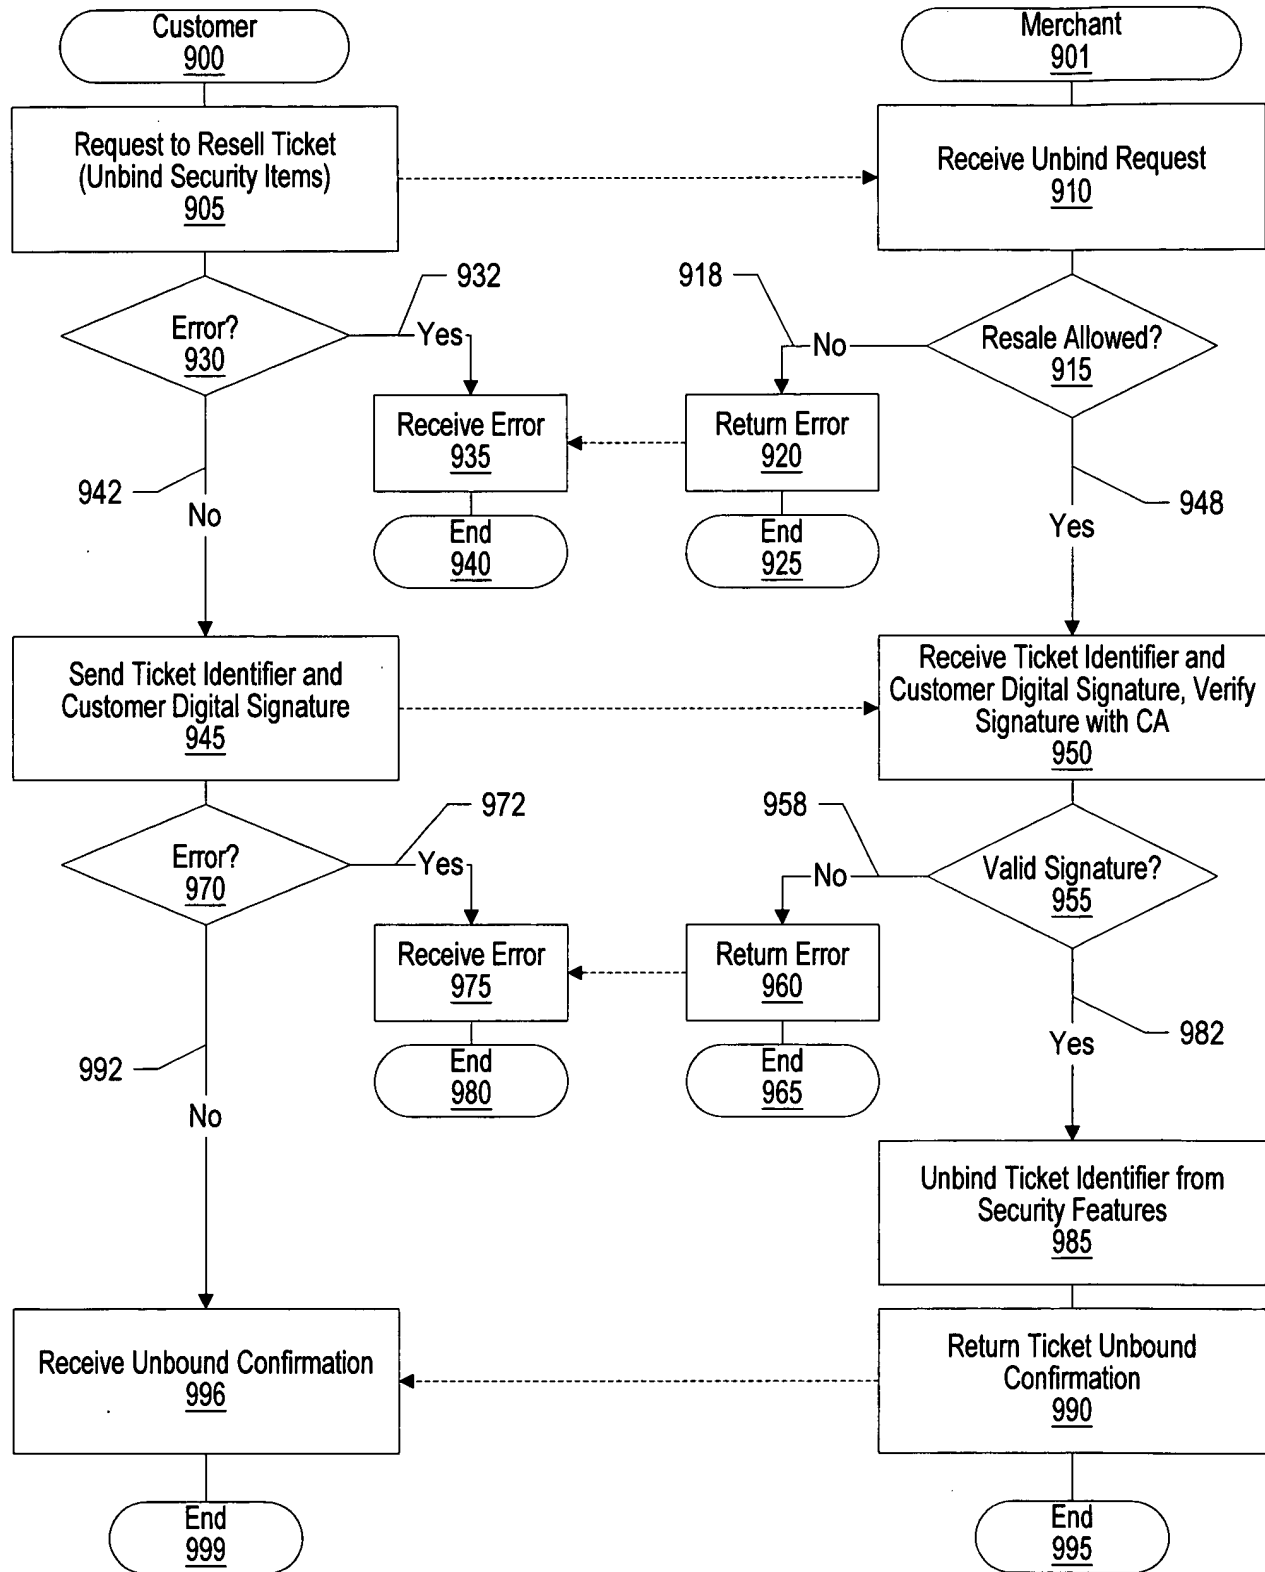 Customer
900
Merchant
901
Request to Resell Ticket
(Unbind Security Items)
905
Receive Unbind Request
910
932
918
Error?
930
Yes
No
Resale Allowed?
915
Receive Error
935
Return Error
920
942
948
No
Yes
End
940
End
925
Send Ticket Identifier and
Customer Digital Signature
945
Receive Ticket Identifier and
Customer Digital Signature, Verify
Signature with CA
950
972
958
Error?
970
Yes
No
Valid Signature?
955
Receive Error
975
Return Error
960
992
982
No
Yes
End
980
End
965
Unbind Ticket Identifier from
Security Features
985
Receive Unbound Confirmation
996
Return Ticket Unbound
Confirmation
990
End
999
End
995